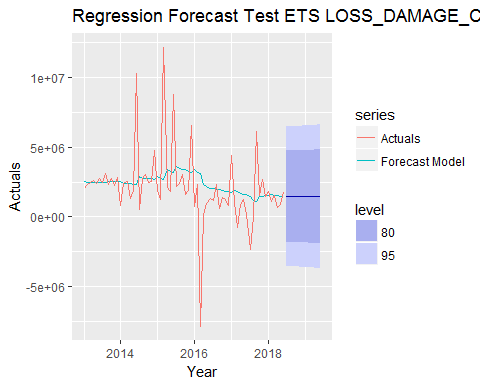 Regression Forecast Test ETS LOSS_DAMAGE_C
1e+07
5e+06
0e+00
-5e+06
Actuals
2014
2016
2018
Year
series
Actuals
Forecast Model
level
80
95